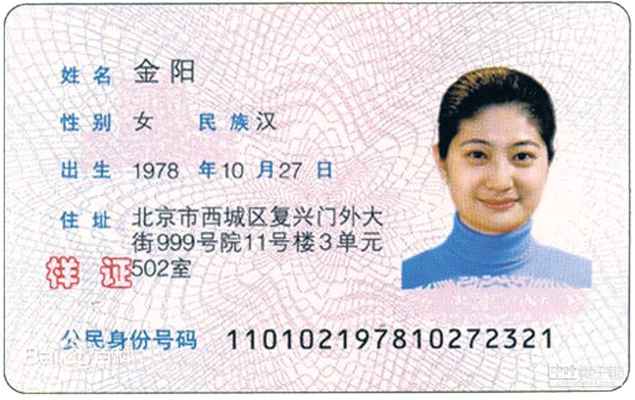 姓名 金阳
性别 女 民族 汉
出生 1978 年 10 月 27 日
住址 北京市西城区复兴门外大
街999号院11号楼3单元
502室
样 证
公民身份号码 110102197810272321